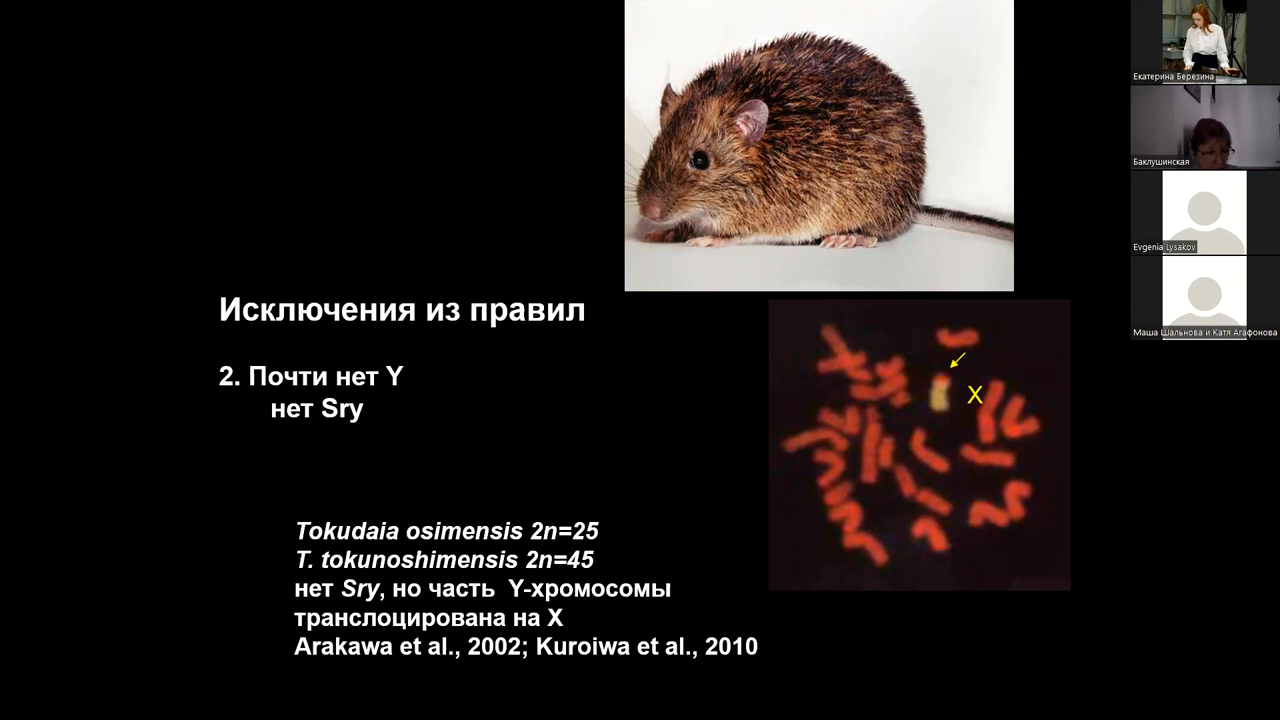 Исключения из правил
2. Почти нет Y
нет Sry
X
Tokudaia osimensis 2n=25
T. tokunoshimensis 2n=45
нет Sry, но часть Y-хромосомы
транслоцирована на X
Arakawa et al., 2002; Kuroiwa et al., 2010
Екатерина Березина
Баклушинская
Evgenia Lysakov
Маша Шальнова и Катя Агафонова